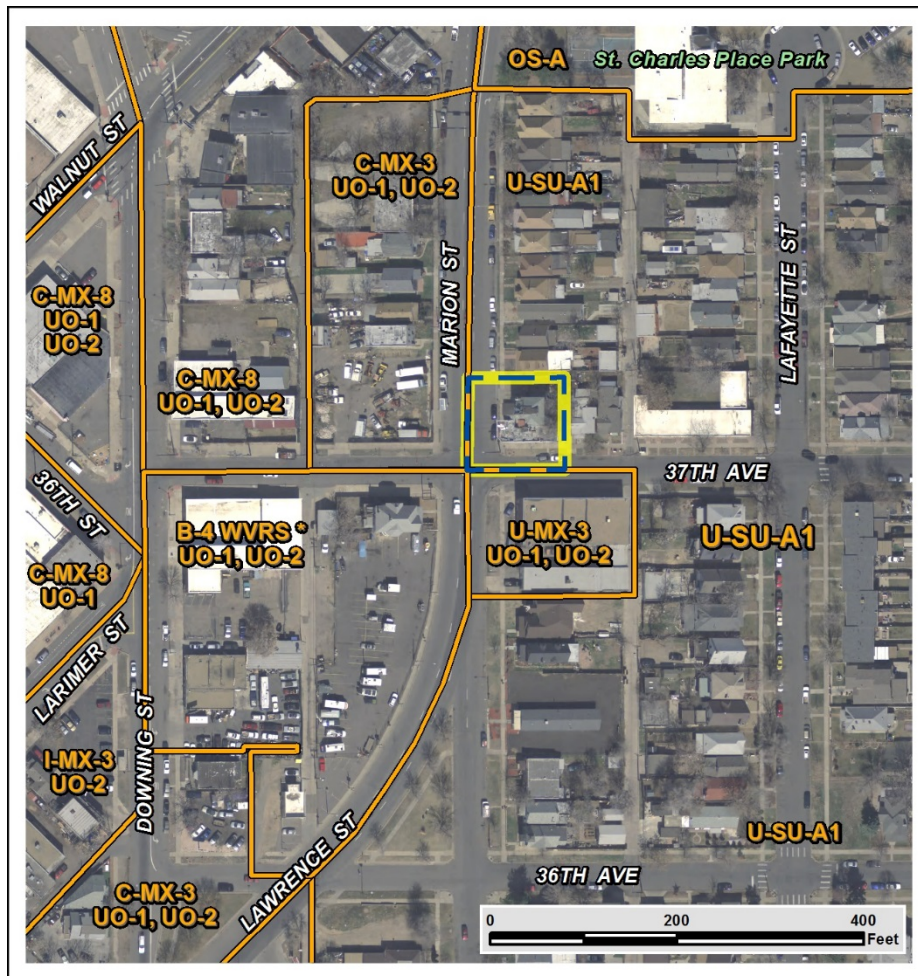 OS-A
St. Charles Place Park
WALNUT ST
C-MX-3
UO-1, UO-2
U-SU-A1
MARION ST
LAFAYETTE ST
C-MX-8
UO-1
UO-2
C-MX-8
UO-1, UO-2
36TH ST
37TH AVE
B-4 WVRS *
UO-1, UO-2
U-MX-3
UO-1, UO-2
U-SU-A1
C-MX-8
UO-1
LARIMER ST
DOWNING ST
I-MX-3
UO-2
U-SU-A1
LAWRENCE ST
36TH AVE
C-MX-3
UO-1, UO-2
0 200 400
Feet